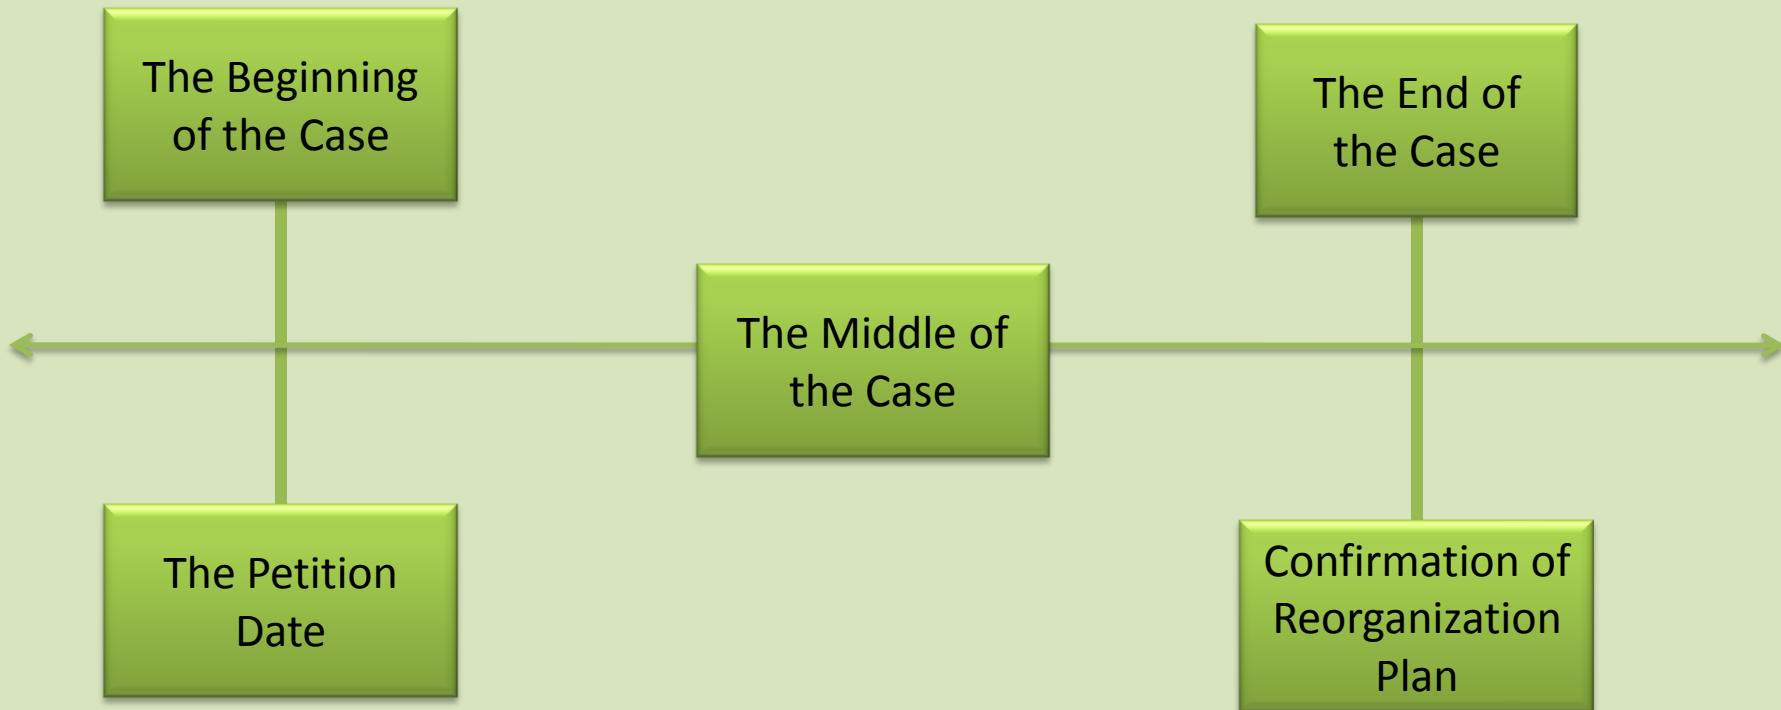 The Beginning
of the Case
The End of
the Case
The Middle of
the Case
The Petition
Date
Confirmation of
Reorganization
Plan